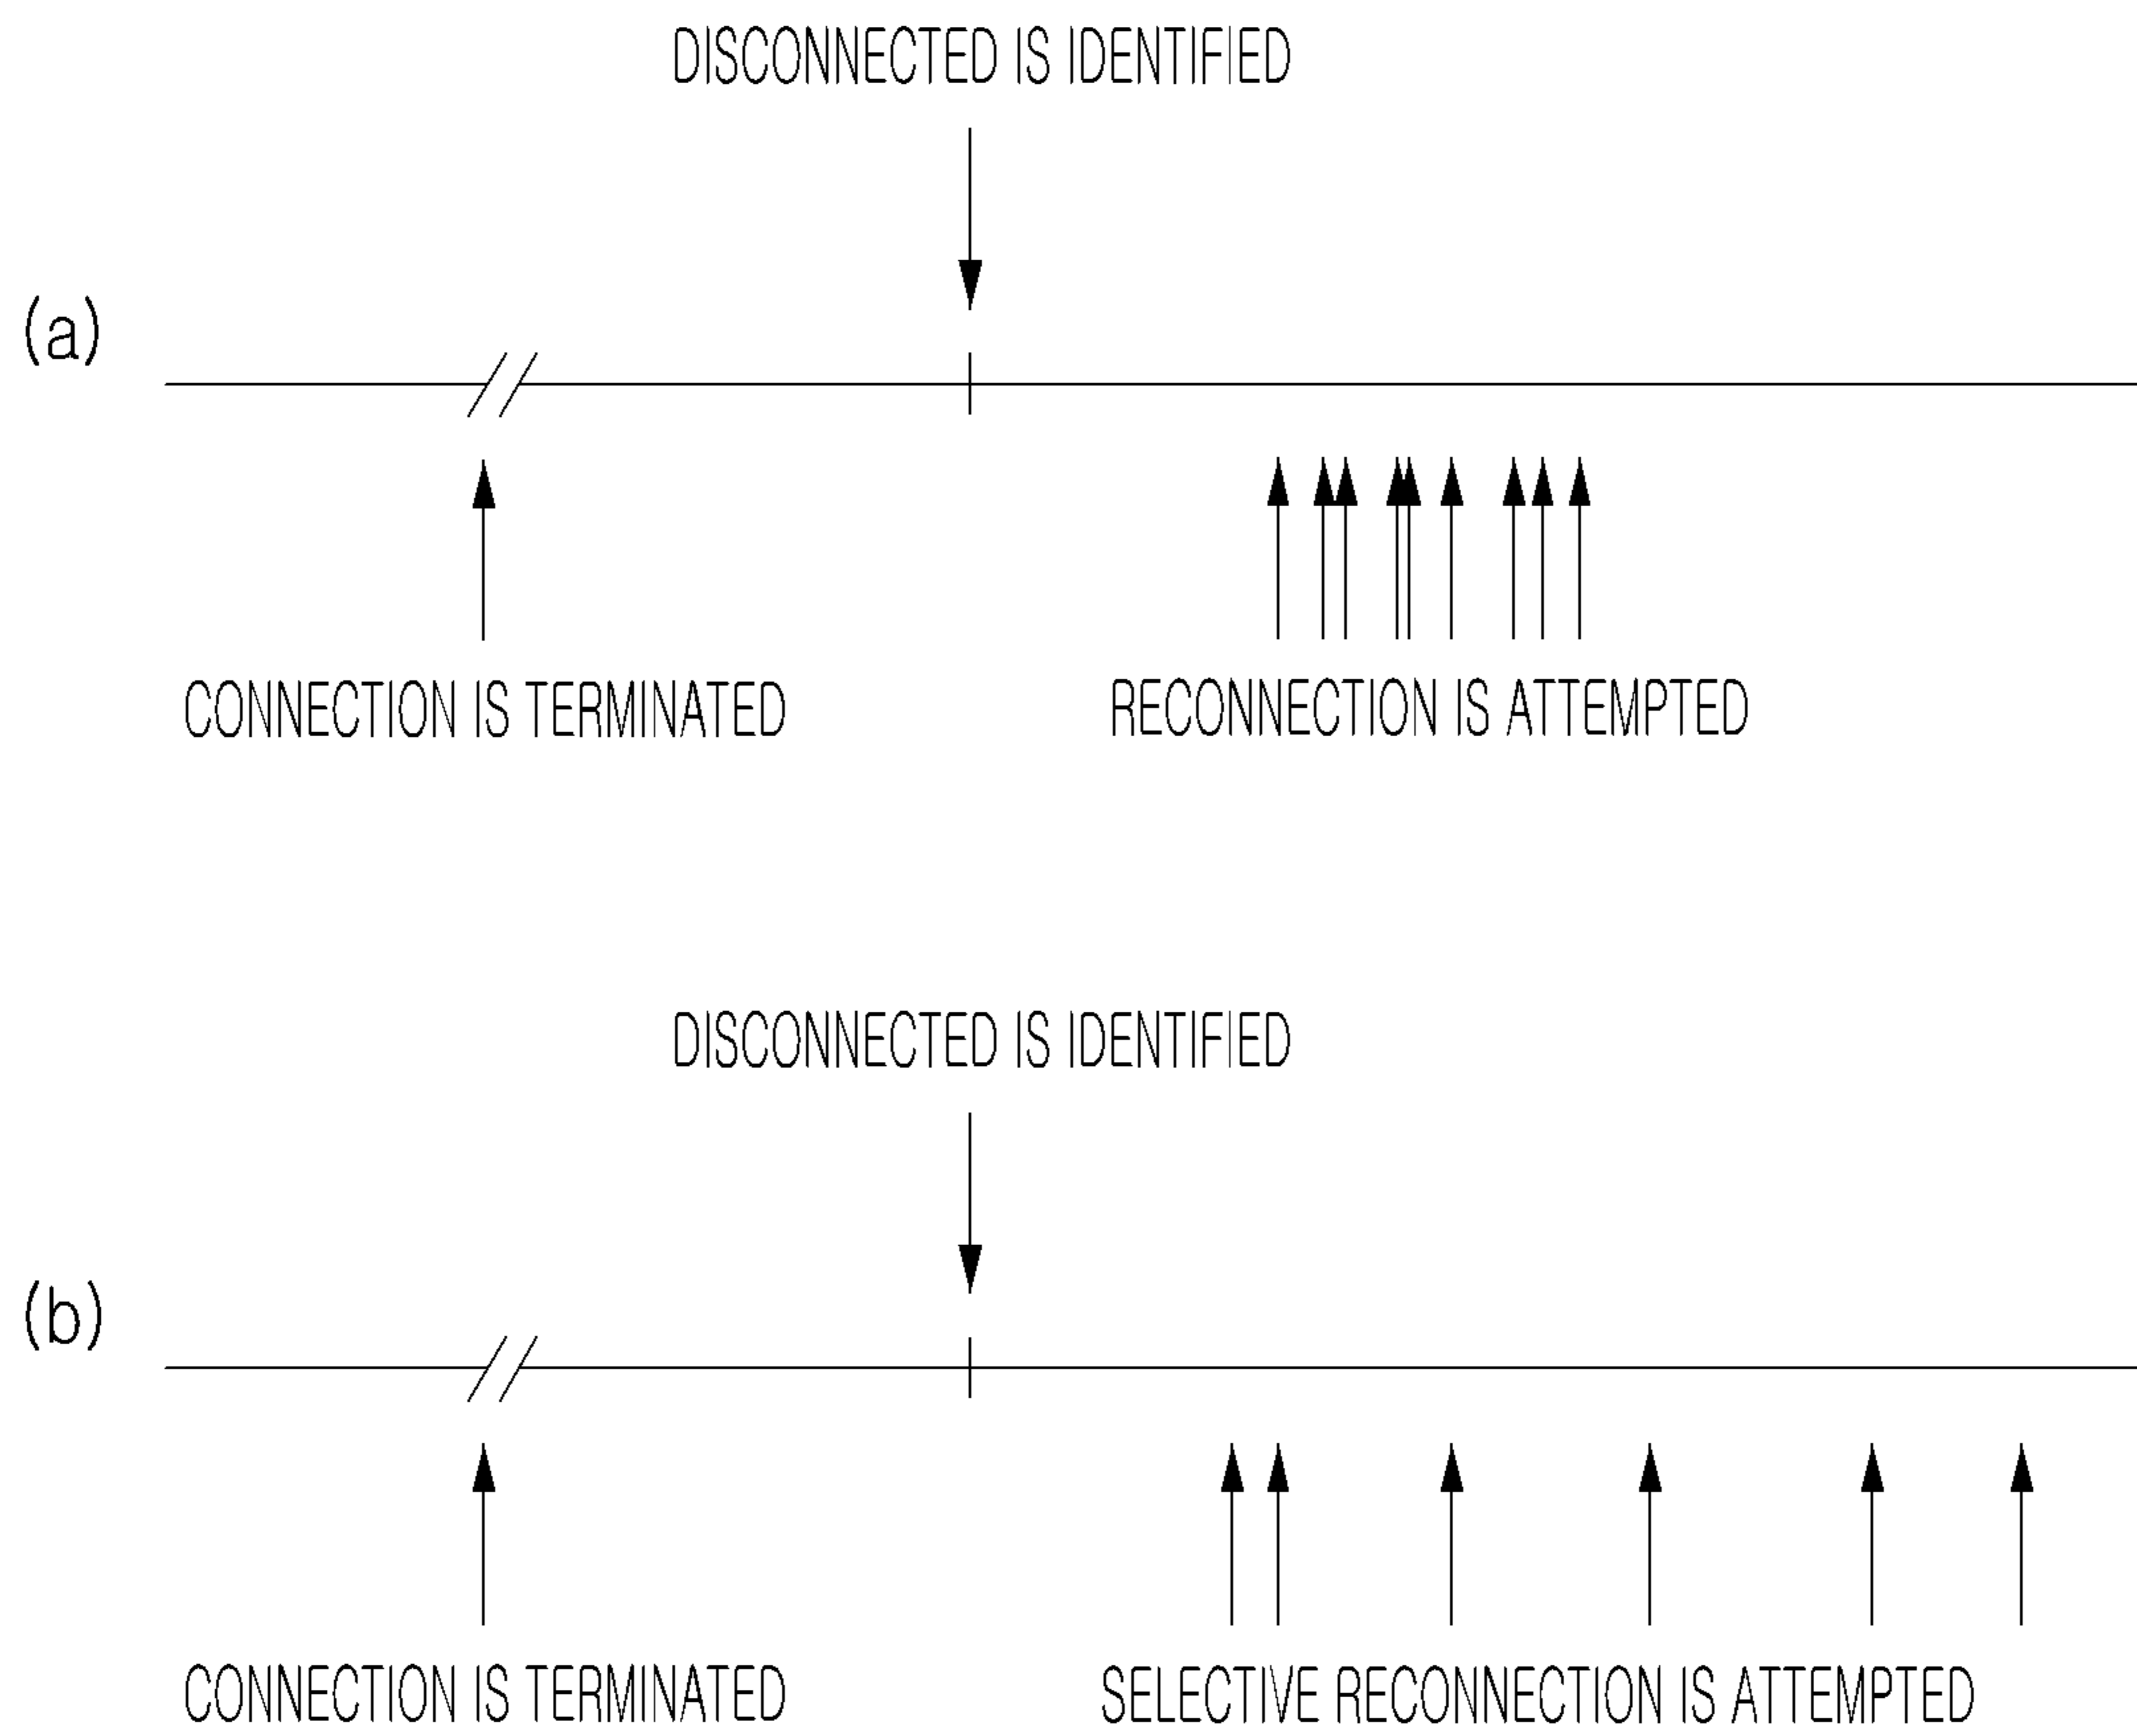 DISCONNECTED IS IDENTIFIED
(a)
CONNECTION IS TERMINATED
RECONNECTION IS ATTEMPTED
DISCONNECTED IS IDENTIFIED
(b)
CONNECTION IS TERMINATED
SELECTIVE RECONNECTION IS ATTEMPTED